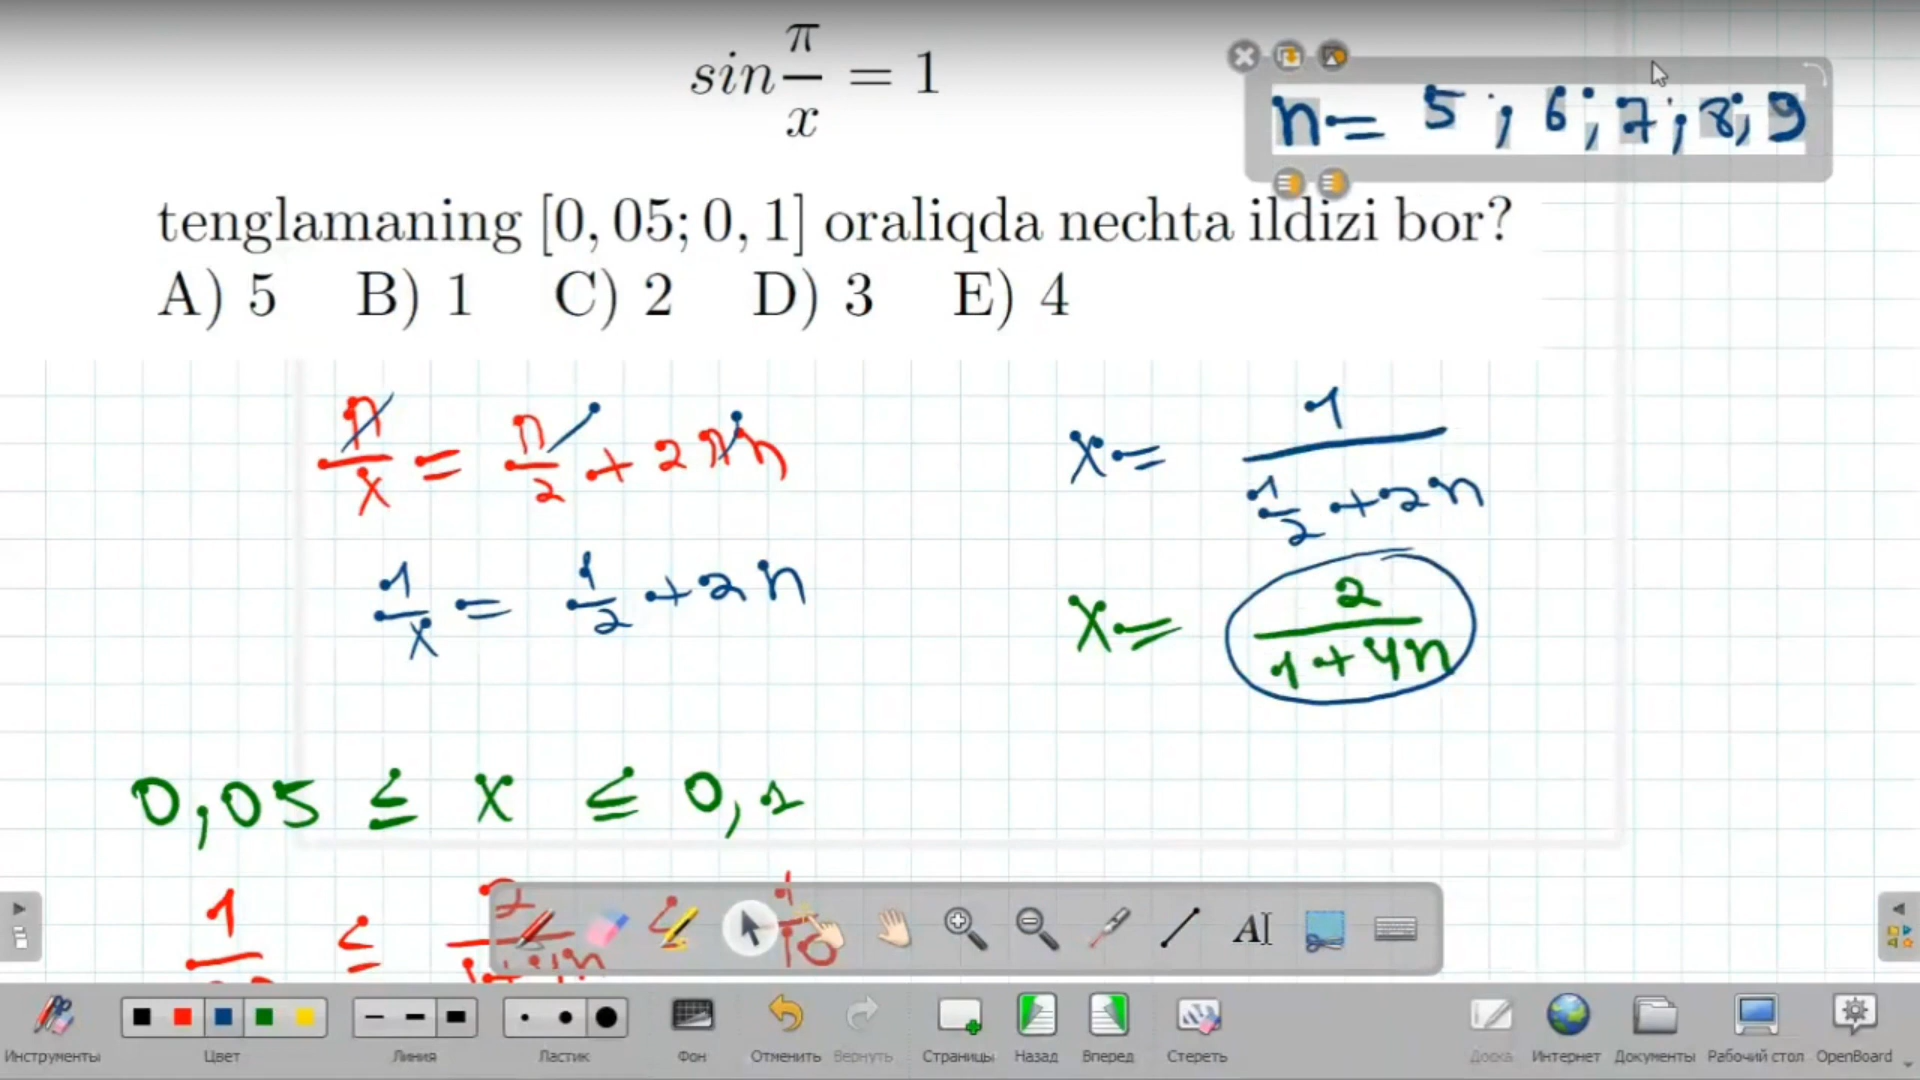 sin π/x = 1
n = 5 ; 6 ; 7 ; 8 ; 9
tenglamaning [0, 05; 0, 1] oraliqda nechta ildizi bor?
A) 5 B) 1 C) 2 D) 3 E) 4
π/x = π/2 + 2πn
x = 1/(1/2 + 2n)
1/x = 1/2 + 2n
x = 2/(1 + 4n)
0,05 ≤ x ≤ 0,1
Инструменты Цвет Линия Ластик Фон Отменить Вернуть Страницы Назад Вперед Стереть Доска Интернет Документы Рабочий стол OpenBoard